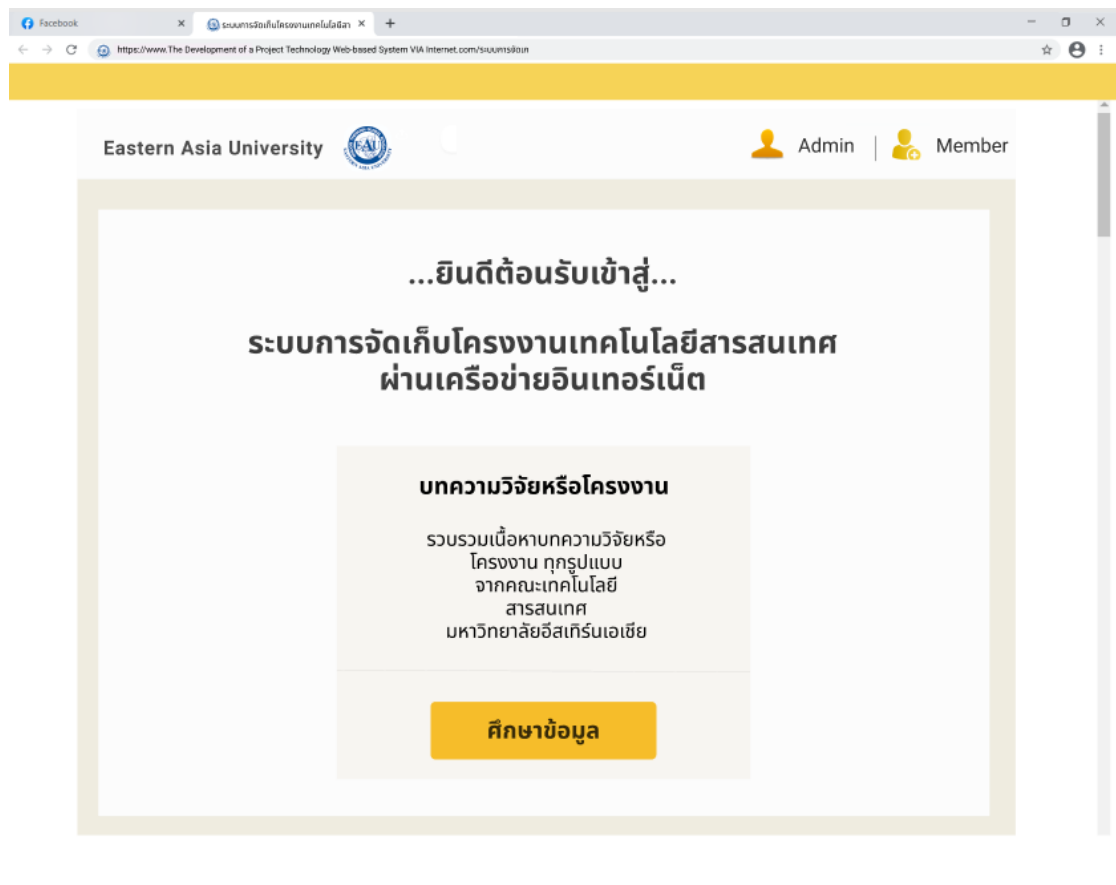 Facebook
ระบบการจัดเก็บโครงงานเทคโนโลยีสา
https://www.The Development of a Project Technology Web-based System VIA Internet.com/ระบบการจัดเก
Eastern Asia University
EAU
Admin | Member
...ยินดีต้อนรับเข้าสู่...
ระบบการจัดเก็บโครงงานเทคโนโลยีสารสนเทศ
ผ่านเครือข่ายอินเทอร์เน็ต
บทความวิจัยหรือโครงงาน
รวบรวมเนื้อหาบทความวิจัยหรือ
โครงงาน ทุกรูปแบบ
จากคณะเทคโนโลยี
สารสนเทศ
มหาวิทยาลัยอีสเทิร์นเอเชีย
ศึกษาข้อมูล